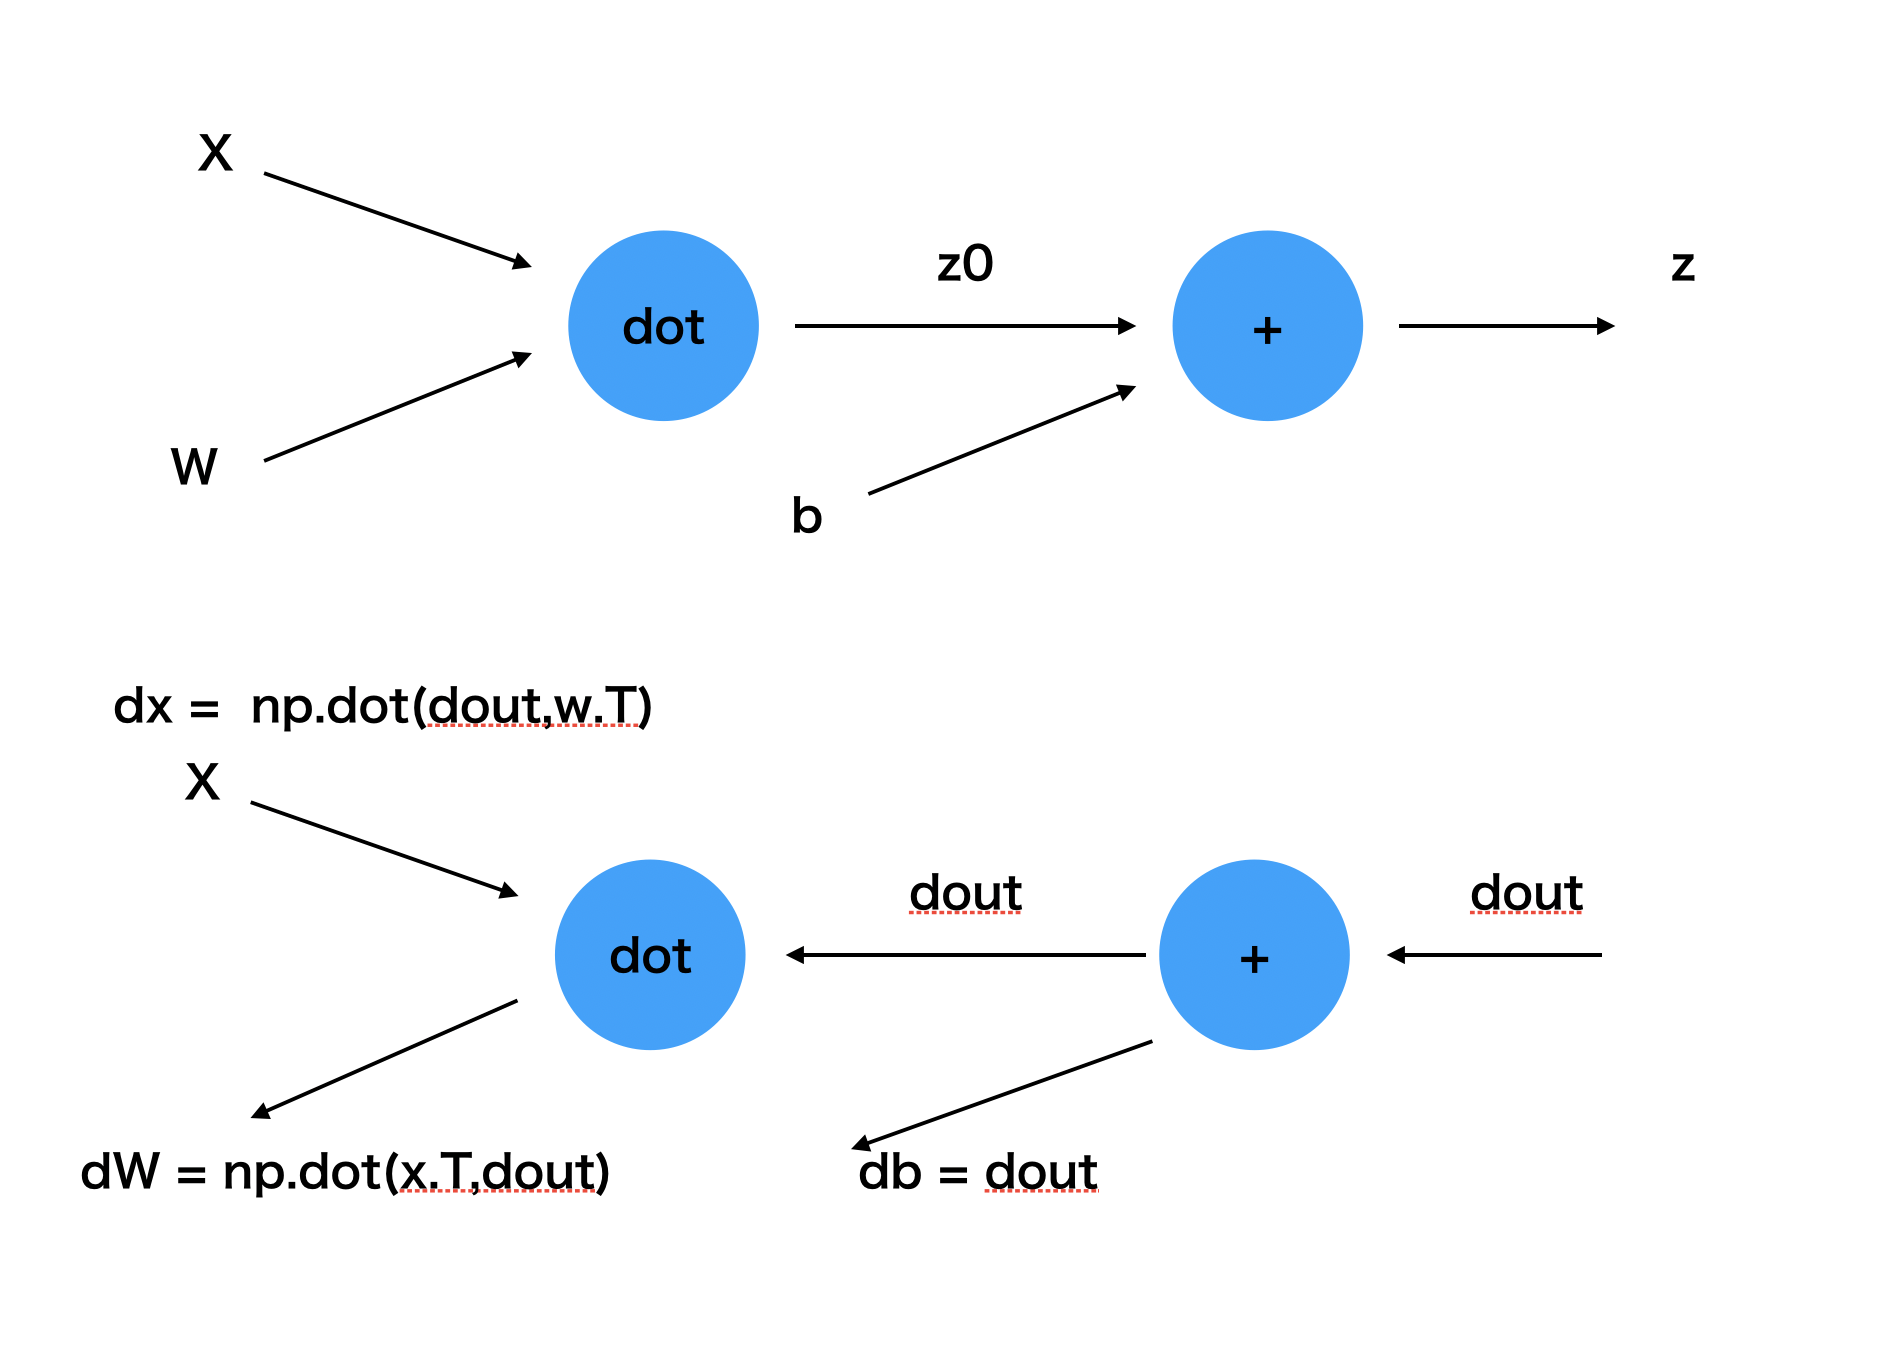 X
dot
z0
+
z
W
b
dx =  np.dot(dout,w.T)
X
dot
dout
+
dout
dW = np.dot(x.T,dout)
db = dout